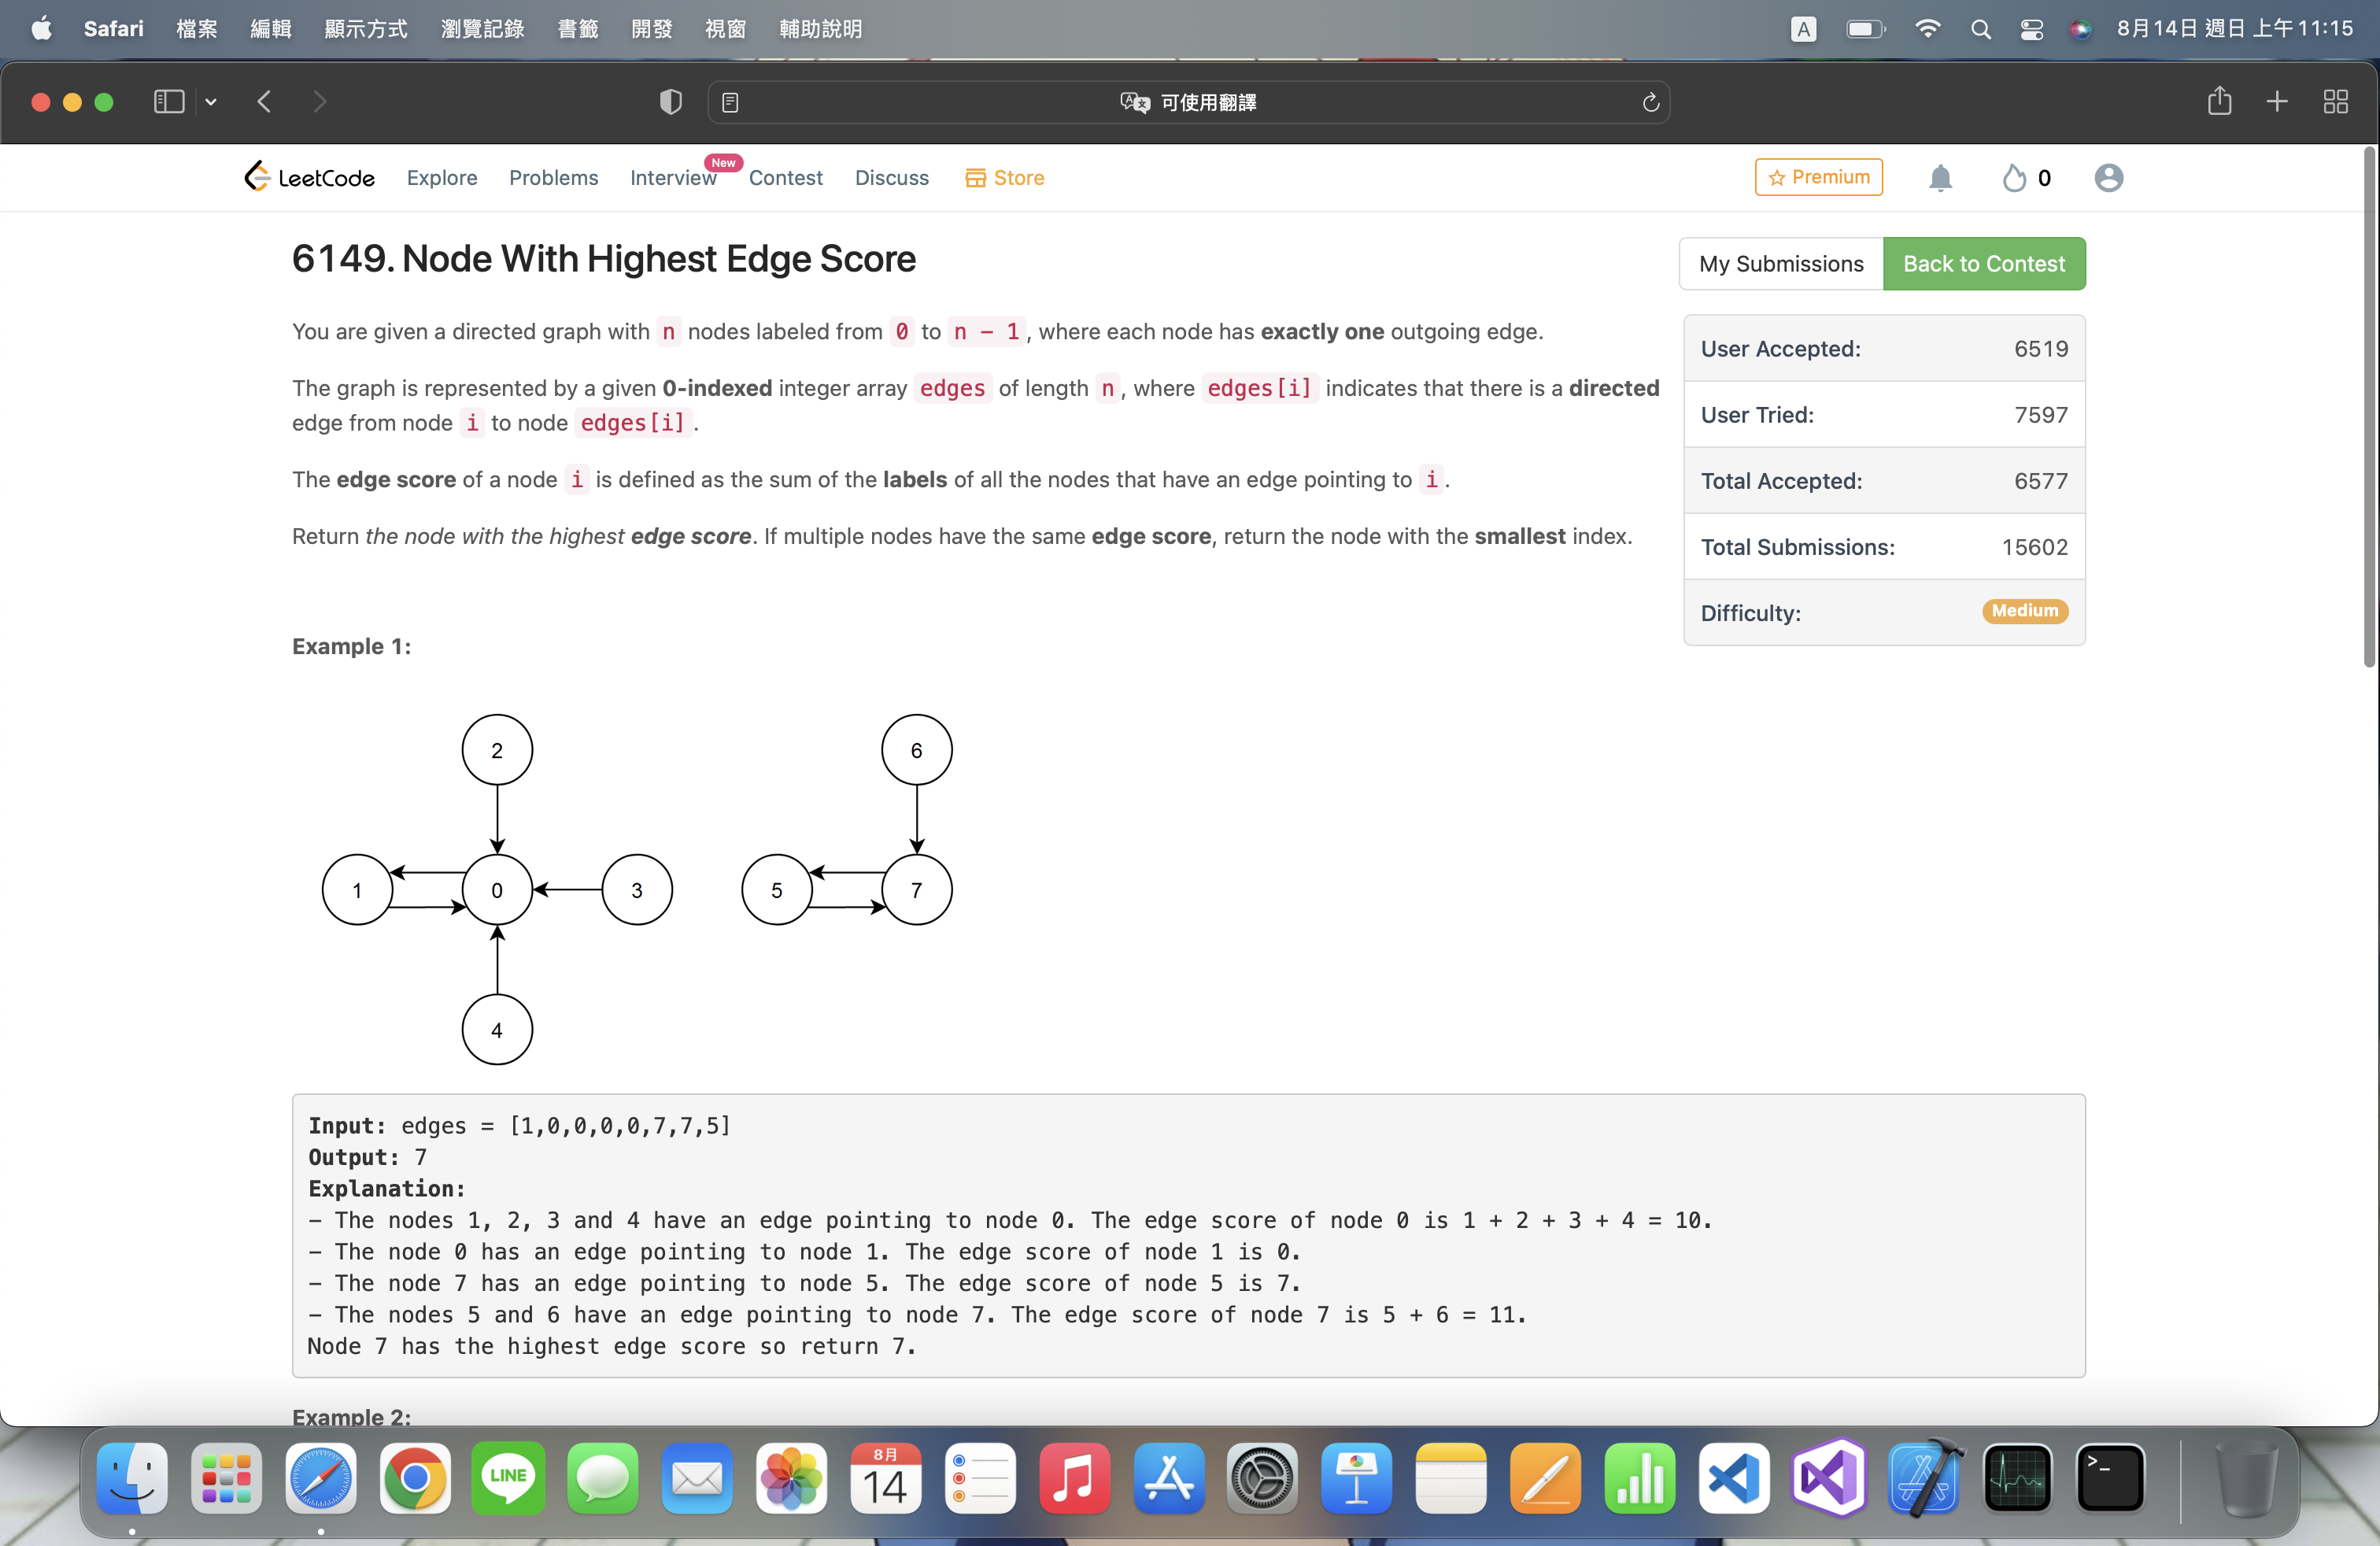 Safari 檔案 編輯 顯示方式 瀏覽記錄 書籤 開發 視窗 輔助說明 A 8月14日 週日 上午11:15
可使用翻譯
LeetCode Explore Problems Interview New Contest Discuss Store Premium 0
6149. Node With Highest Edge Score
My Submissions Back to Contest
You are given a directed graph with n nodes labeled from 0 to n - 1, where each node has exactly one outgoing edge.
The graph is represented by a given 0-indexed integer array edges of length n, where edges[i] indicates that there is a directed
edge from node i to node edges[i].
The edge score of a node i is defined as the sum of the labels of all the nodes that have an edge pointing to i.
Return the node with the highest edge score. If multiple nodes have the same edge score, return the node with the smallest index.
User Accepted: 6519
User Tried: 7597
Total Accepted: 6577
Total Submissions: 15602
Difficulty: Medium
Example 1:
2 6
1 0 3 5 7
4
Input: edges = [1,0,0,0,0,7,7,5]
Output: 7
Explanation:
- The nodes 1, 2, 3 and 4 have an edge pointing to node 0. The edge score of node 0 is 1 + 2 + 3 + 4 = 10.
- The node 0 has an edge pointing to node 1. The edge score of node 1 is 0.
- The node 7 has an edge pointing to node 5. The edge score of node 5 is 7.
- The nodes 5 and 6 have an edge pointing to node 7. The edge score of node 7 is 5 + 6 = 11.
Node 7 has the highest edge score so return 7.
Example 2:
LINE 8月 14 >_